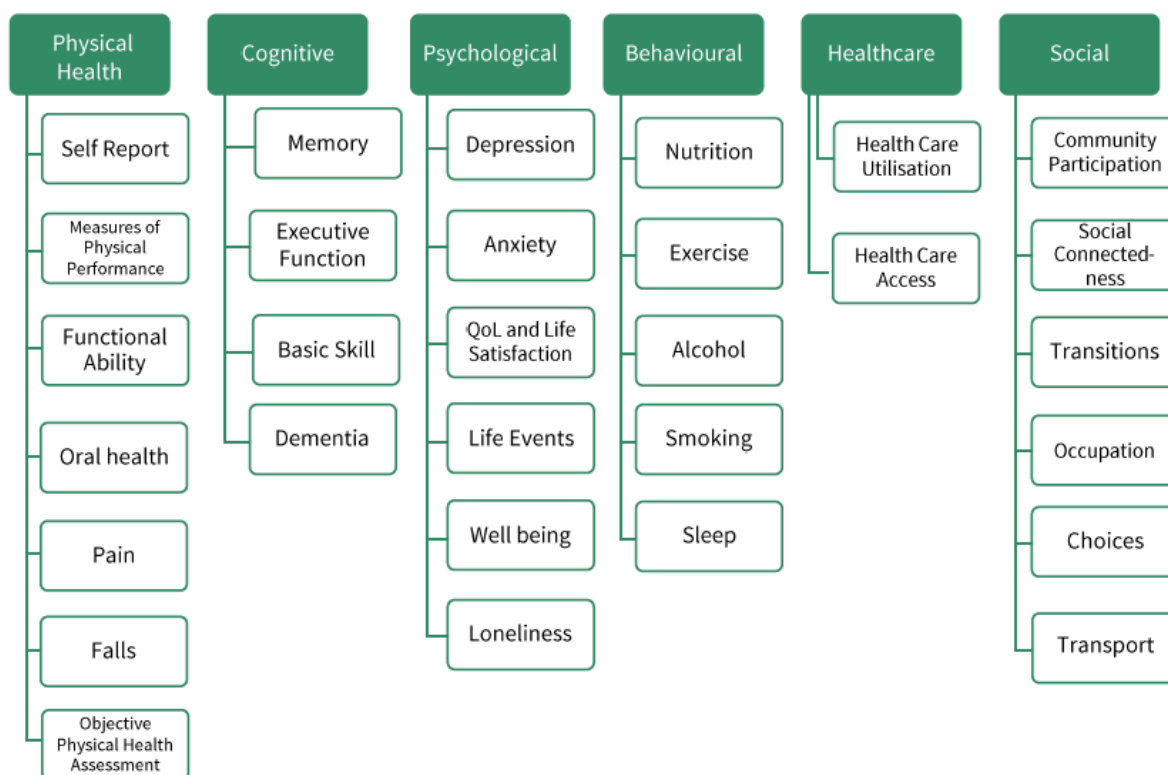 Physical
Health
Self Report
Measures of
Physical
Performance
Functional
Ability
Oral health
Pain
Falls
Objective
Physical Health
Assessment
Cognitive
Memory
Executive
Function
Basic Skill
Dementia
Psychological
Depression
Anxiety
QoL and Life
Satisfaction
Life Events
Well being
Loneliness
Behavioural
Nutrition
Exercise
Alcohol
Smoking
Sleep
Healthcare
Health Care
Utilisation
Health Care
Access
Social
Community
Participation
Social
Connected-
ness
Transitions
Occupation
Choices
Transport